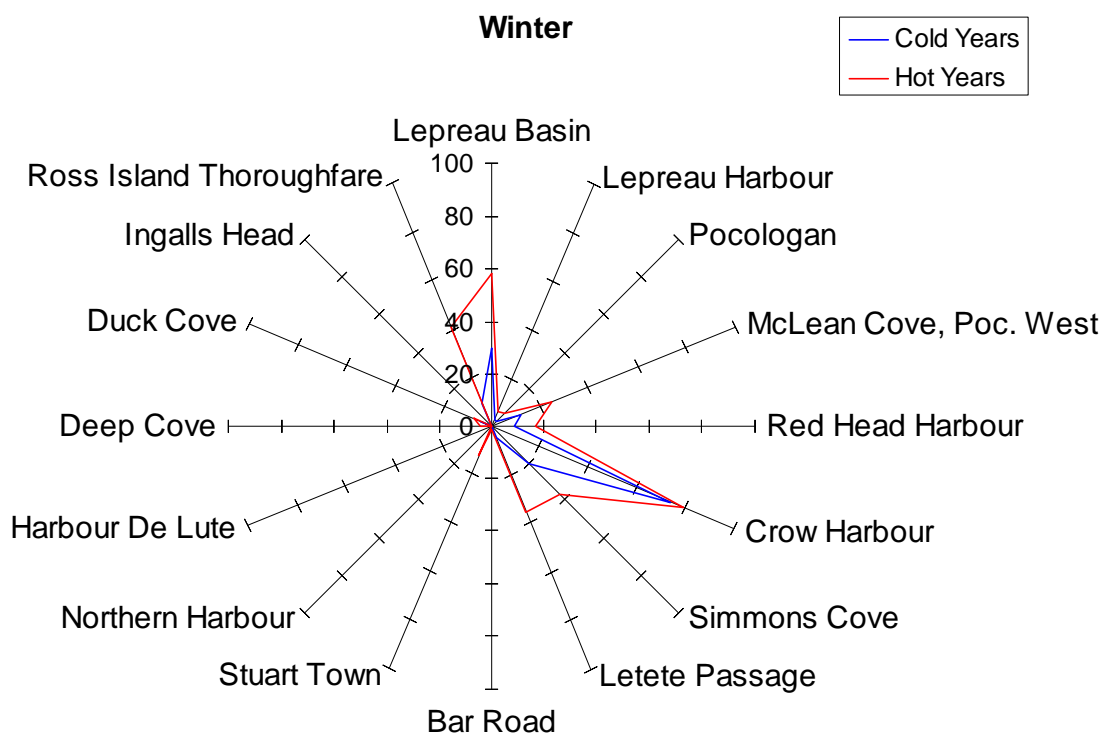 Winter
Cold Years
Hot Years
Lepreau Basin
100
80
60
40
20
0
Lepreau Harbour
Pocologan
McLean Cove, Poc. West
Red Head Harbour
Crow Harbour
Simmons Cove
Letete Passage
Bar Road
Stuart Town
Northern Harbour
Harbour De Lute
Deep Cove
Duck Cove
Ingalls Head
Ross Island Thoroughfare